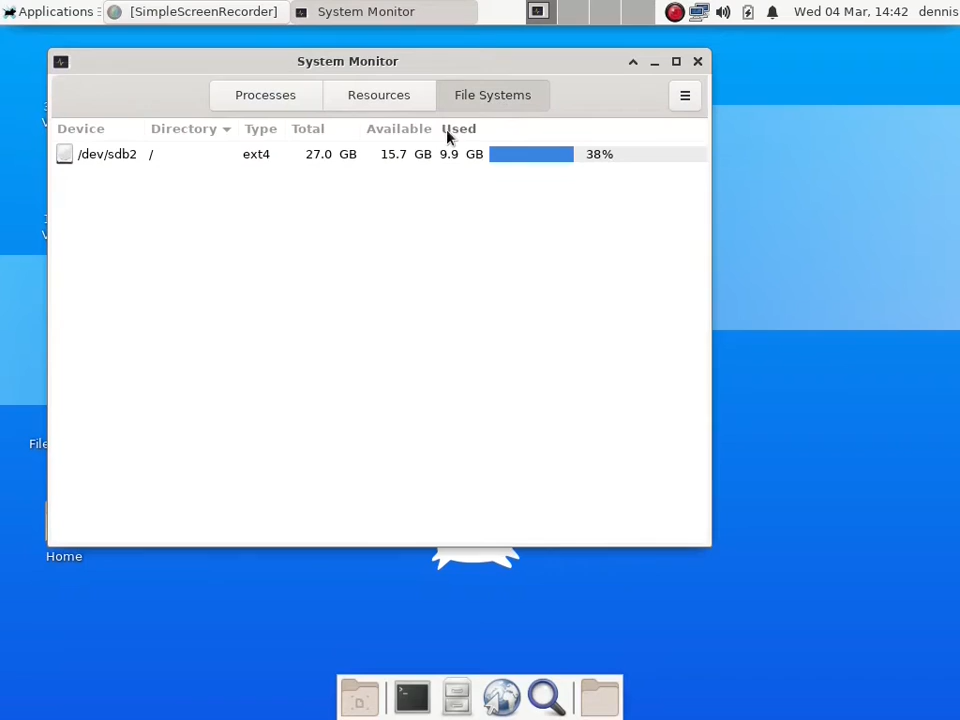 Applications
[SimpleScreenRecorder]
System Monitor
Wed 04 Mar, 14:42
dennis
System Monitor
Processes
Resources
File Systems
Device Directory Type Total Available Used
/dev/sdb2 / ext4 27.0 GB 15.7 GB 9.9 GB 38%
File
Home